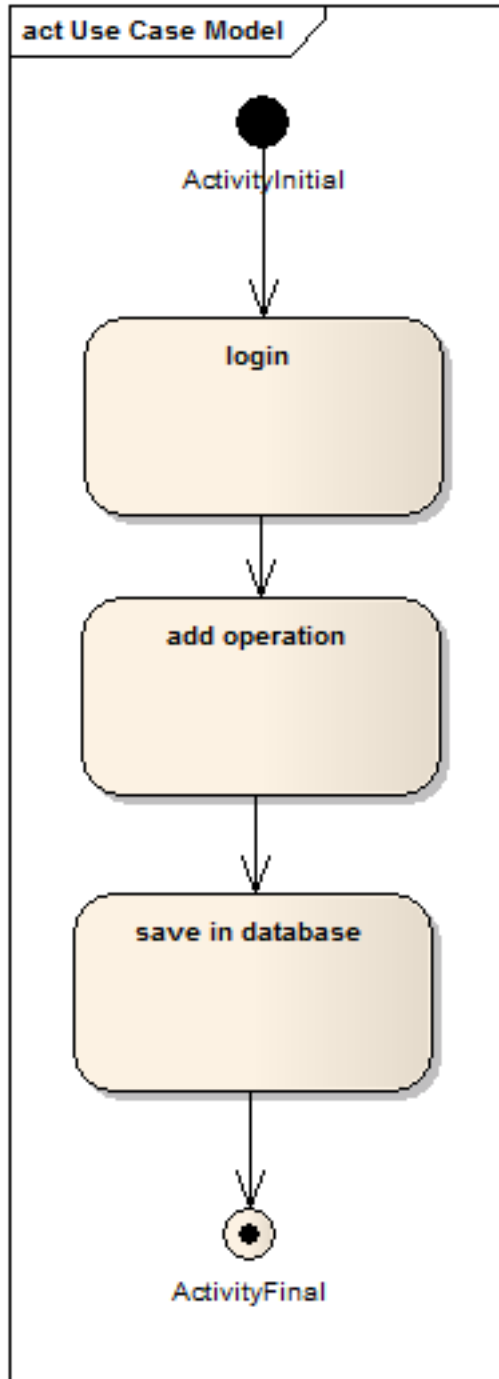 act Use Case Model
ActivityInitial
login
add operation
save in database
ActivityFinal